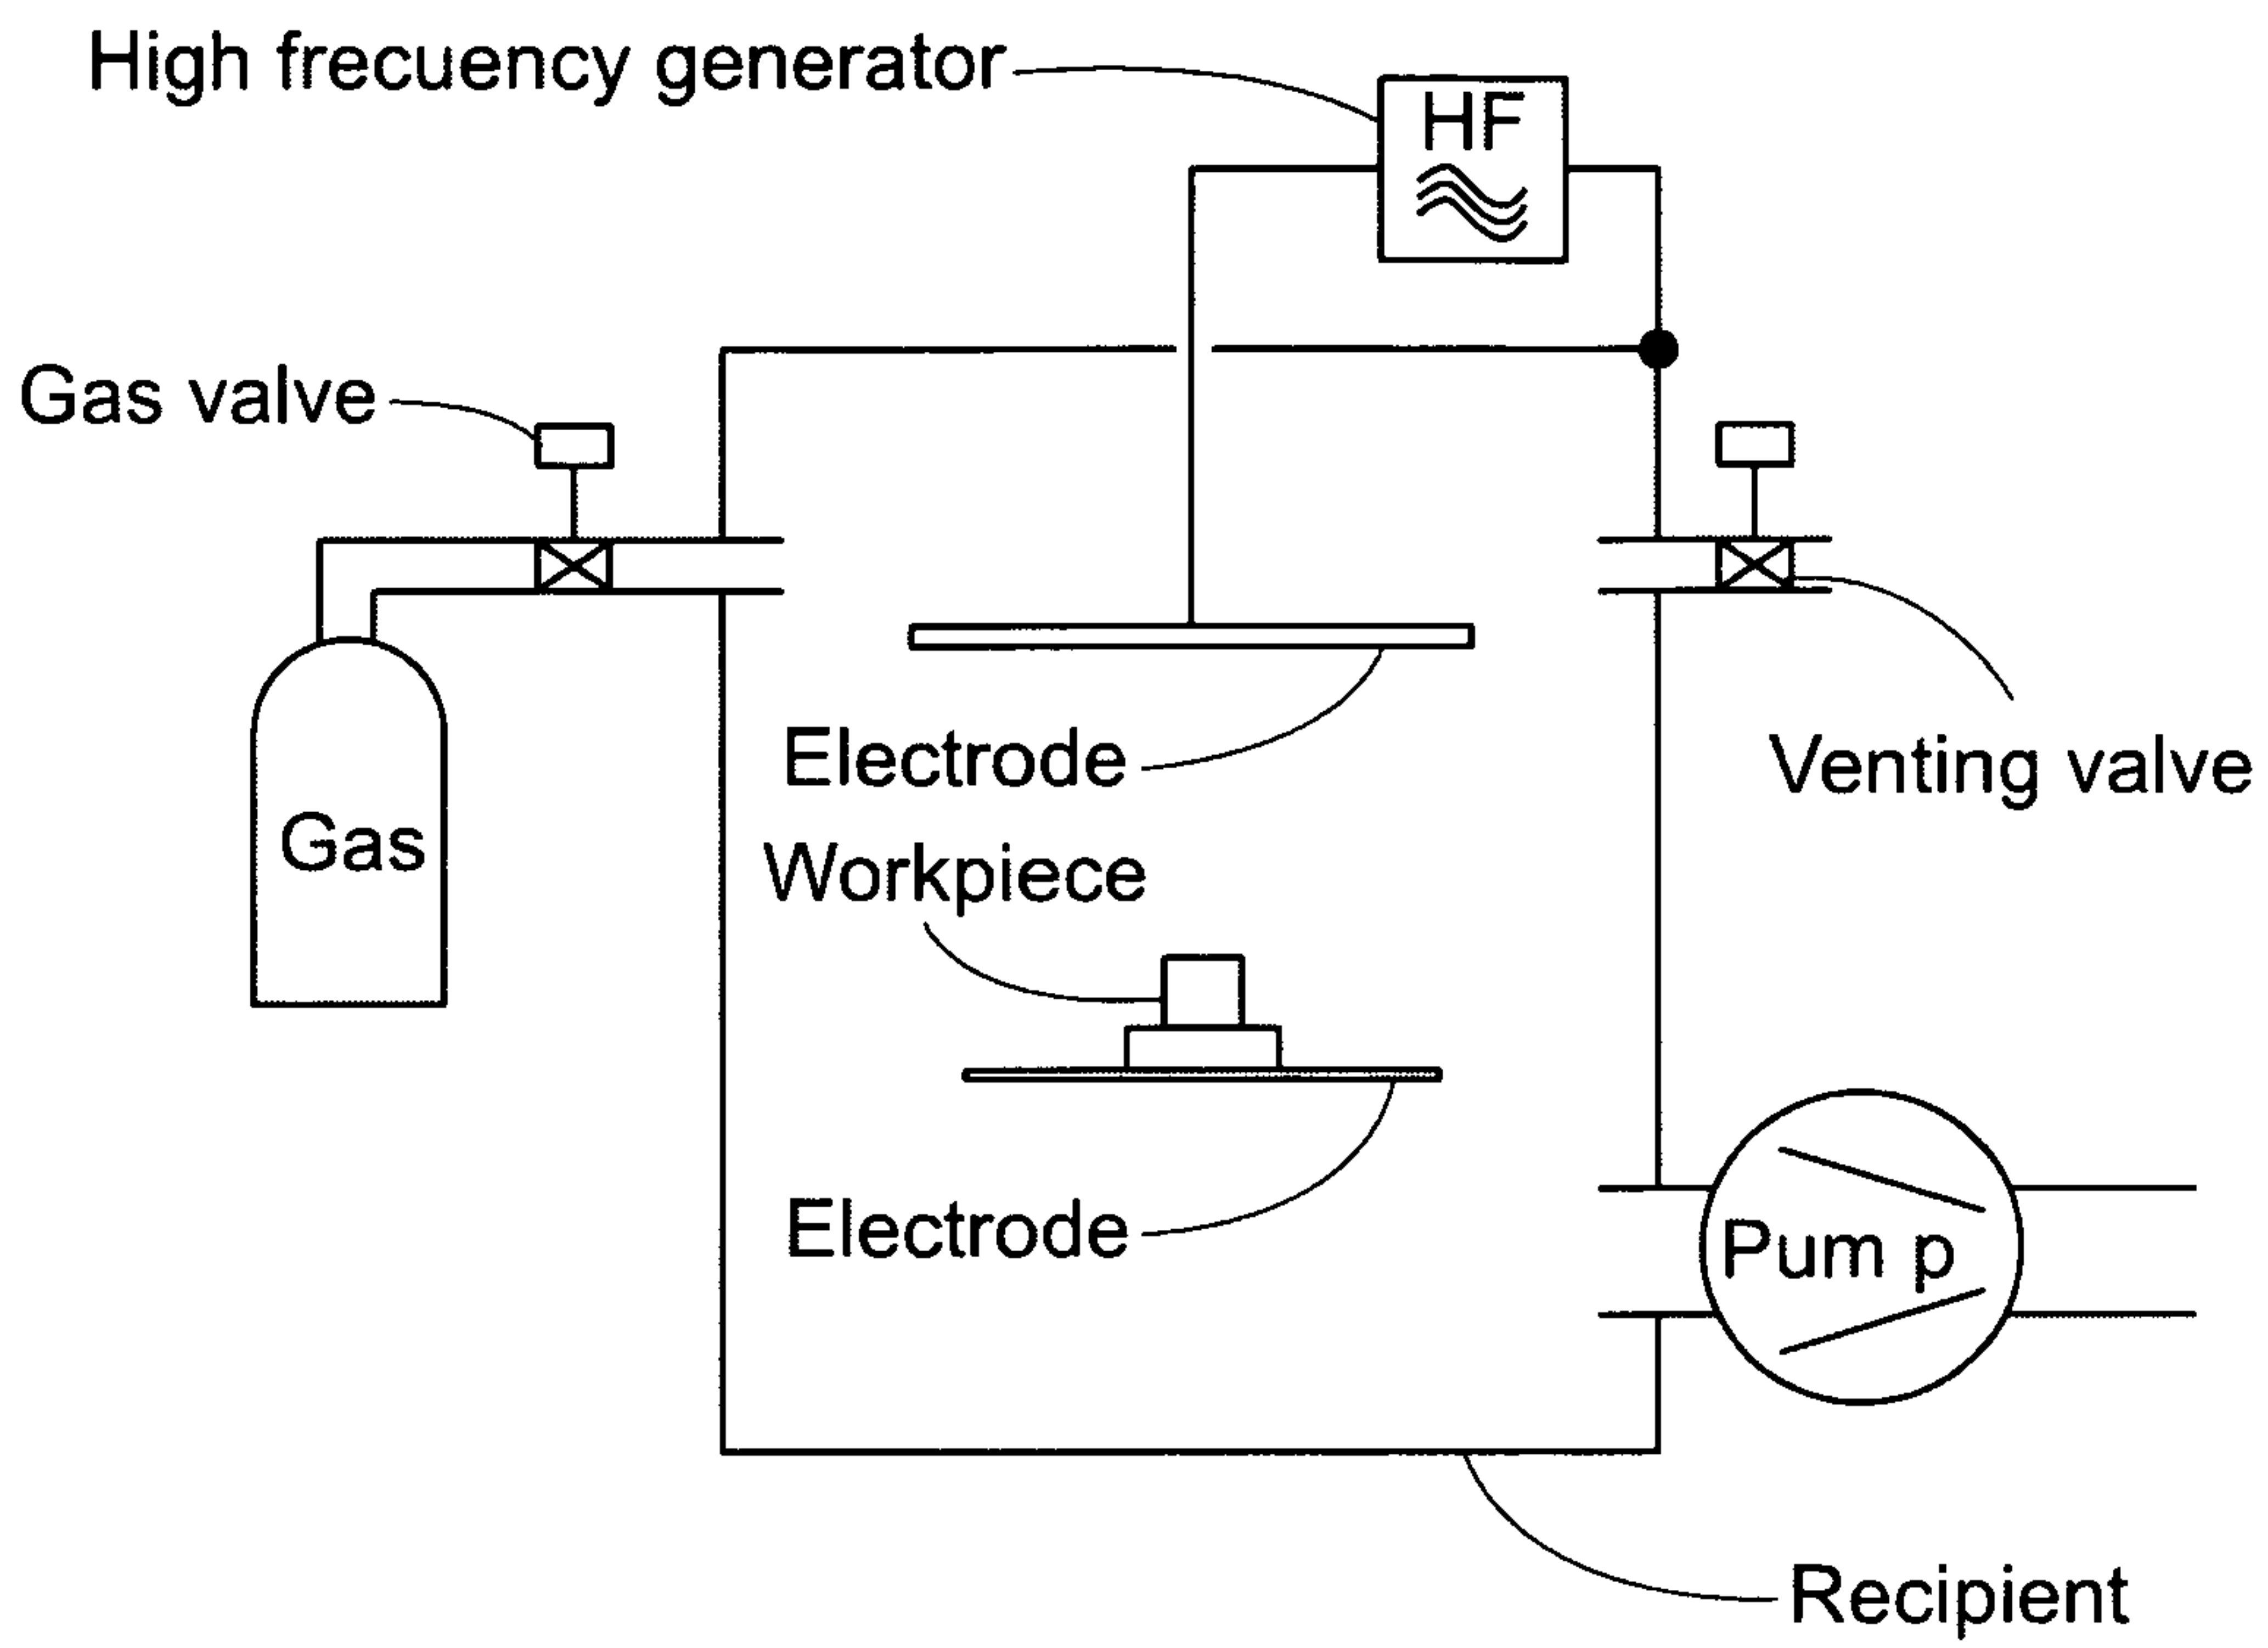 High frecuency generator
HF
Gas valve
Electrode
Venting valve
Gas
Workpiece
Electrode
Pum p
Recipient